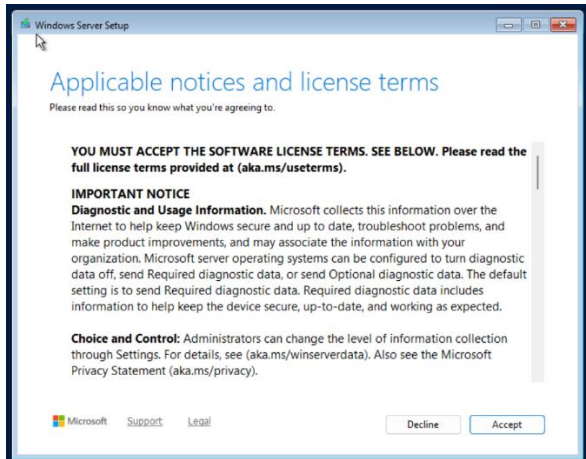 Windows Server Setup
Applicable notices and license terms
Please read this so you know what you're agreeing to.
YOU MUST ACCEPT THE SOFTWARE LICENSE TERMS. SEE BELOW. Please read the
full license terms provided at (aka.ms/useterms).
IMPORTANT NOTICE
Diagnostic and Usage Information. Microsoft collects this information over the
Internet to help keep Windows secure and up to date, troubleshoot problems, and
make product improvements, and may associate the information with your
organization. Microsoft server operating systems can be configured to turn diagnostic
data off, send Required diagnostic data, or send Optional diagnostic data. The default
setting is to send Required diagnostic data. Required diagnostic data includes
information to help keep the device secure, up-to-date, and working as expected.
Choice and Control: Administrators can change the level of information collection
through Settings. For details, see (aka.ms/winserverdata). Also see the Microsoft
Privacy Statement (aka.ms/privacy).
Microsoft Support Legal Decline Accept